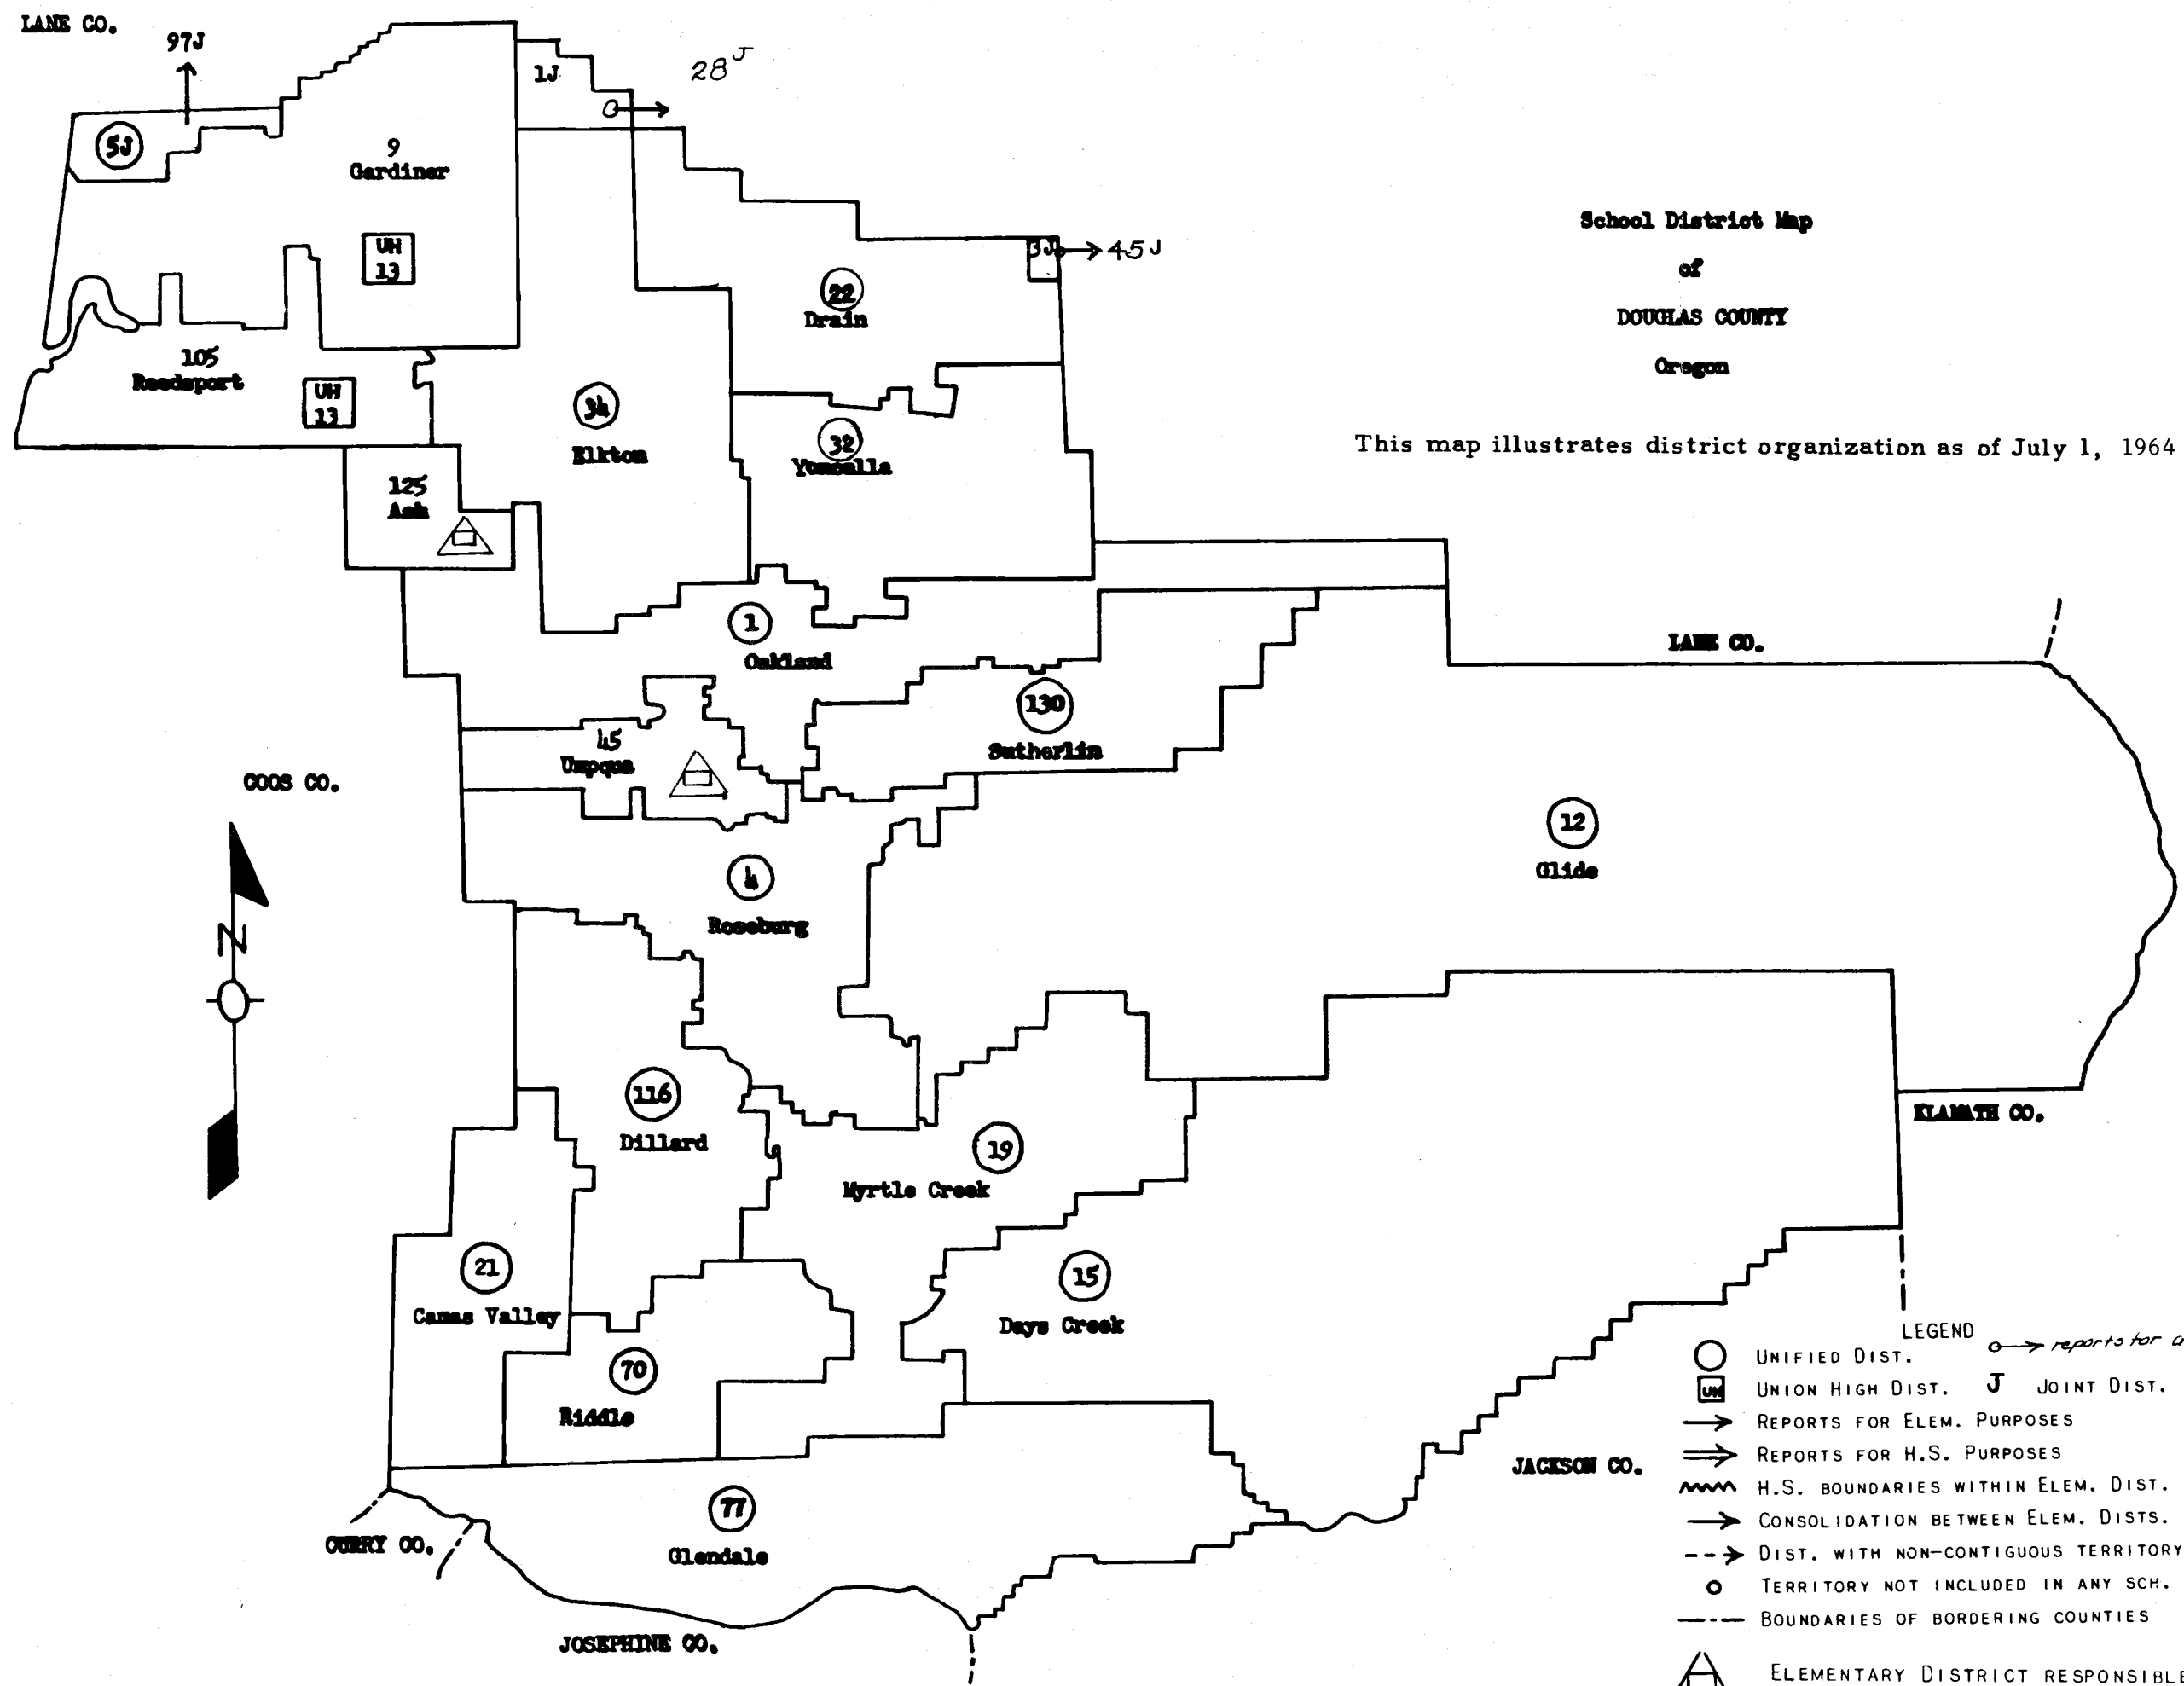 LANE CO.
97J
1J
28J
5J
9
Gardiner
UH
13
3J
45J
22
Drain
School District Map
of
DOUGLAS COUNTY
Oregon
This map illustrates district organization as of July 1, 1964
105
Reedsport
UH
13
34
Elkton
32
Yoncalla
125
Ash
1
Oakland
LANE CO.
130
Sutherlin
45
Umpqua
COOS CO.
12
Glide
4
Roseburg
N
116
Dillard
KLAMATH CO.
19
Myrtle Creek
21
Camas Valley
15
Days Creek
70
Riddle
77
Glendale
JACKSON CO.
CURRY CO.
JOSEPHINE CO.
LEGEND
reports for
UNIFIED DIST.
UH UNION HIGH DIST. J JOINT DIST.
REPORTS FOR ELEM. PURPOSES
REPORTS FOR H.S. PURPOSES
H.S. BOUNDARIES WITHIN ELEM. DIST.
CONSOLIDATION BETWEEN ELEM. DISTS.
DIST. WITH NON-CONTIGUOUS TERRITORY
TERRITORY NOT INCLUDED IN ANY SCH.
BOUNDARIES OF BORDERING COUNTIES
ELEMENTARY DISTRICT RESPONSIBLE